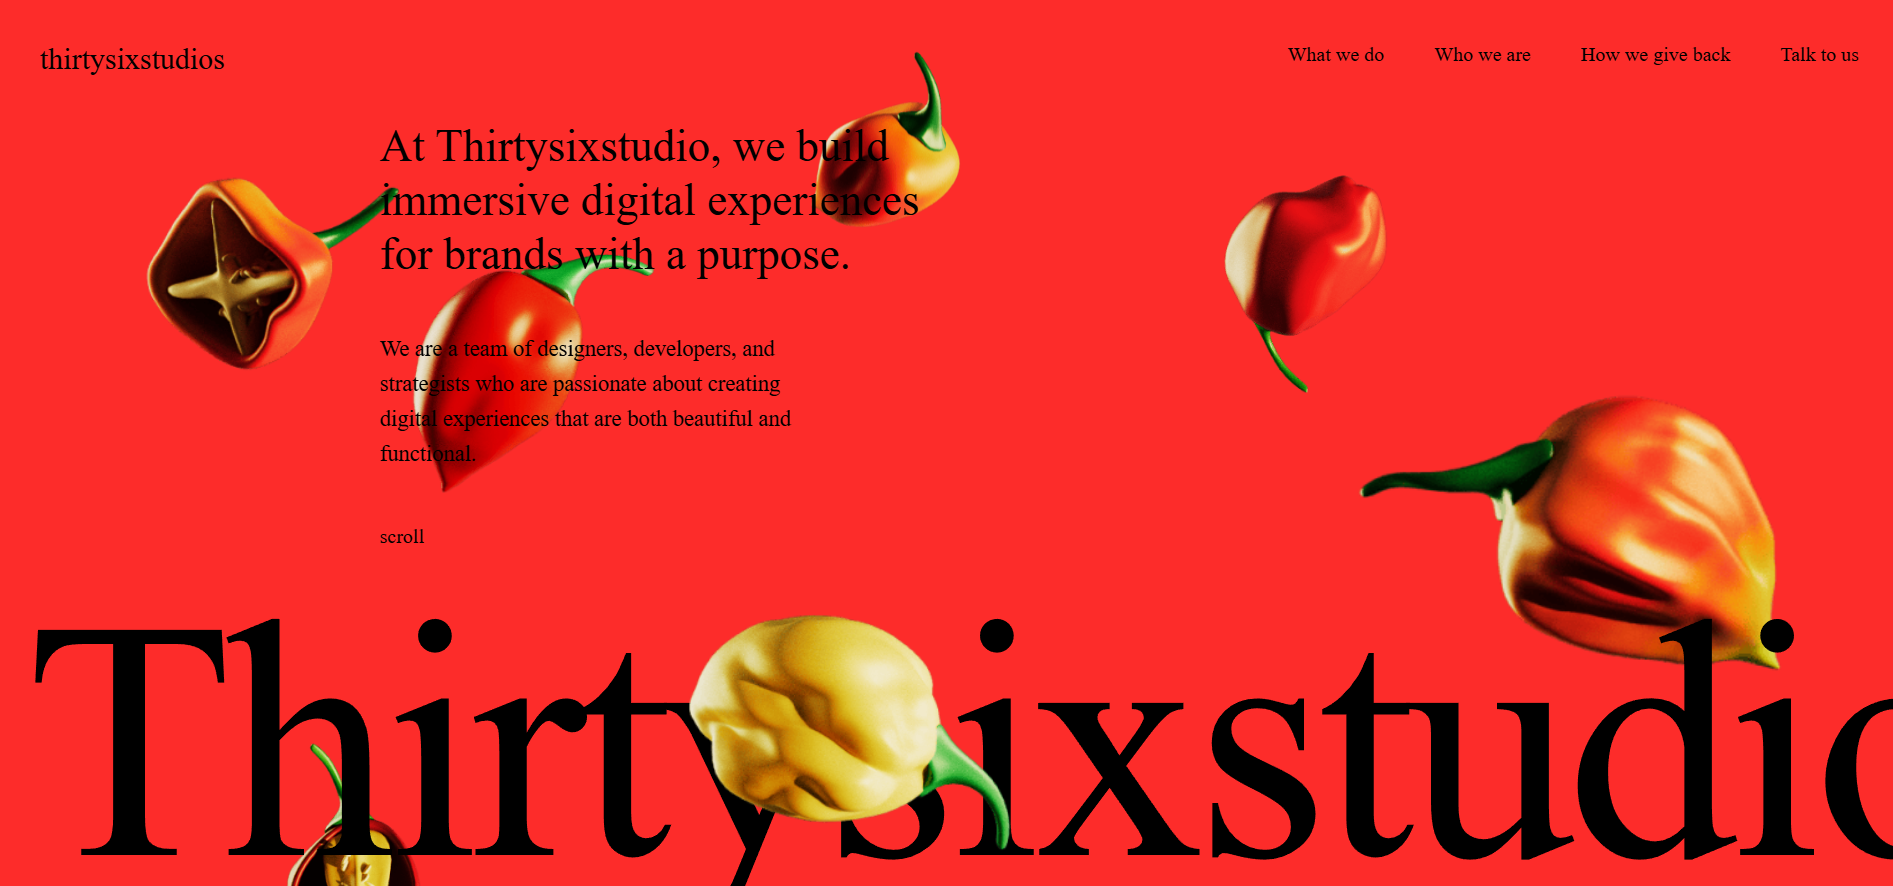 thirtysixstudios
What we do
Who we are
How we give back
Talk to us
At Thirtysixstudio, we build
immersive digital experiences
for brands with a purpose.
We are a team of designers, developers, and
strategists who are passionate about creating
digital experiences that are both beautiful and
functional.
scroll
Thirtysixstudio